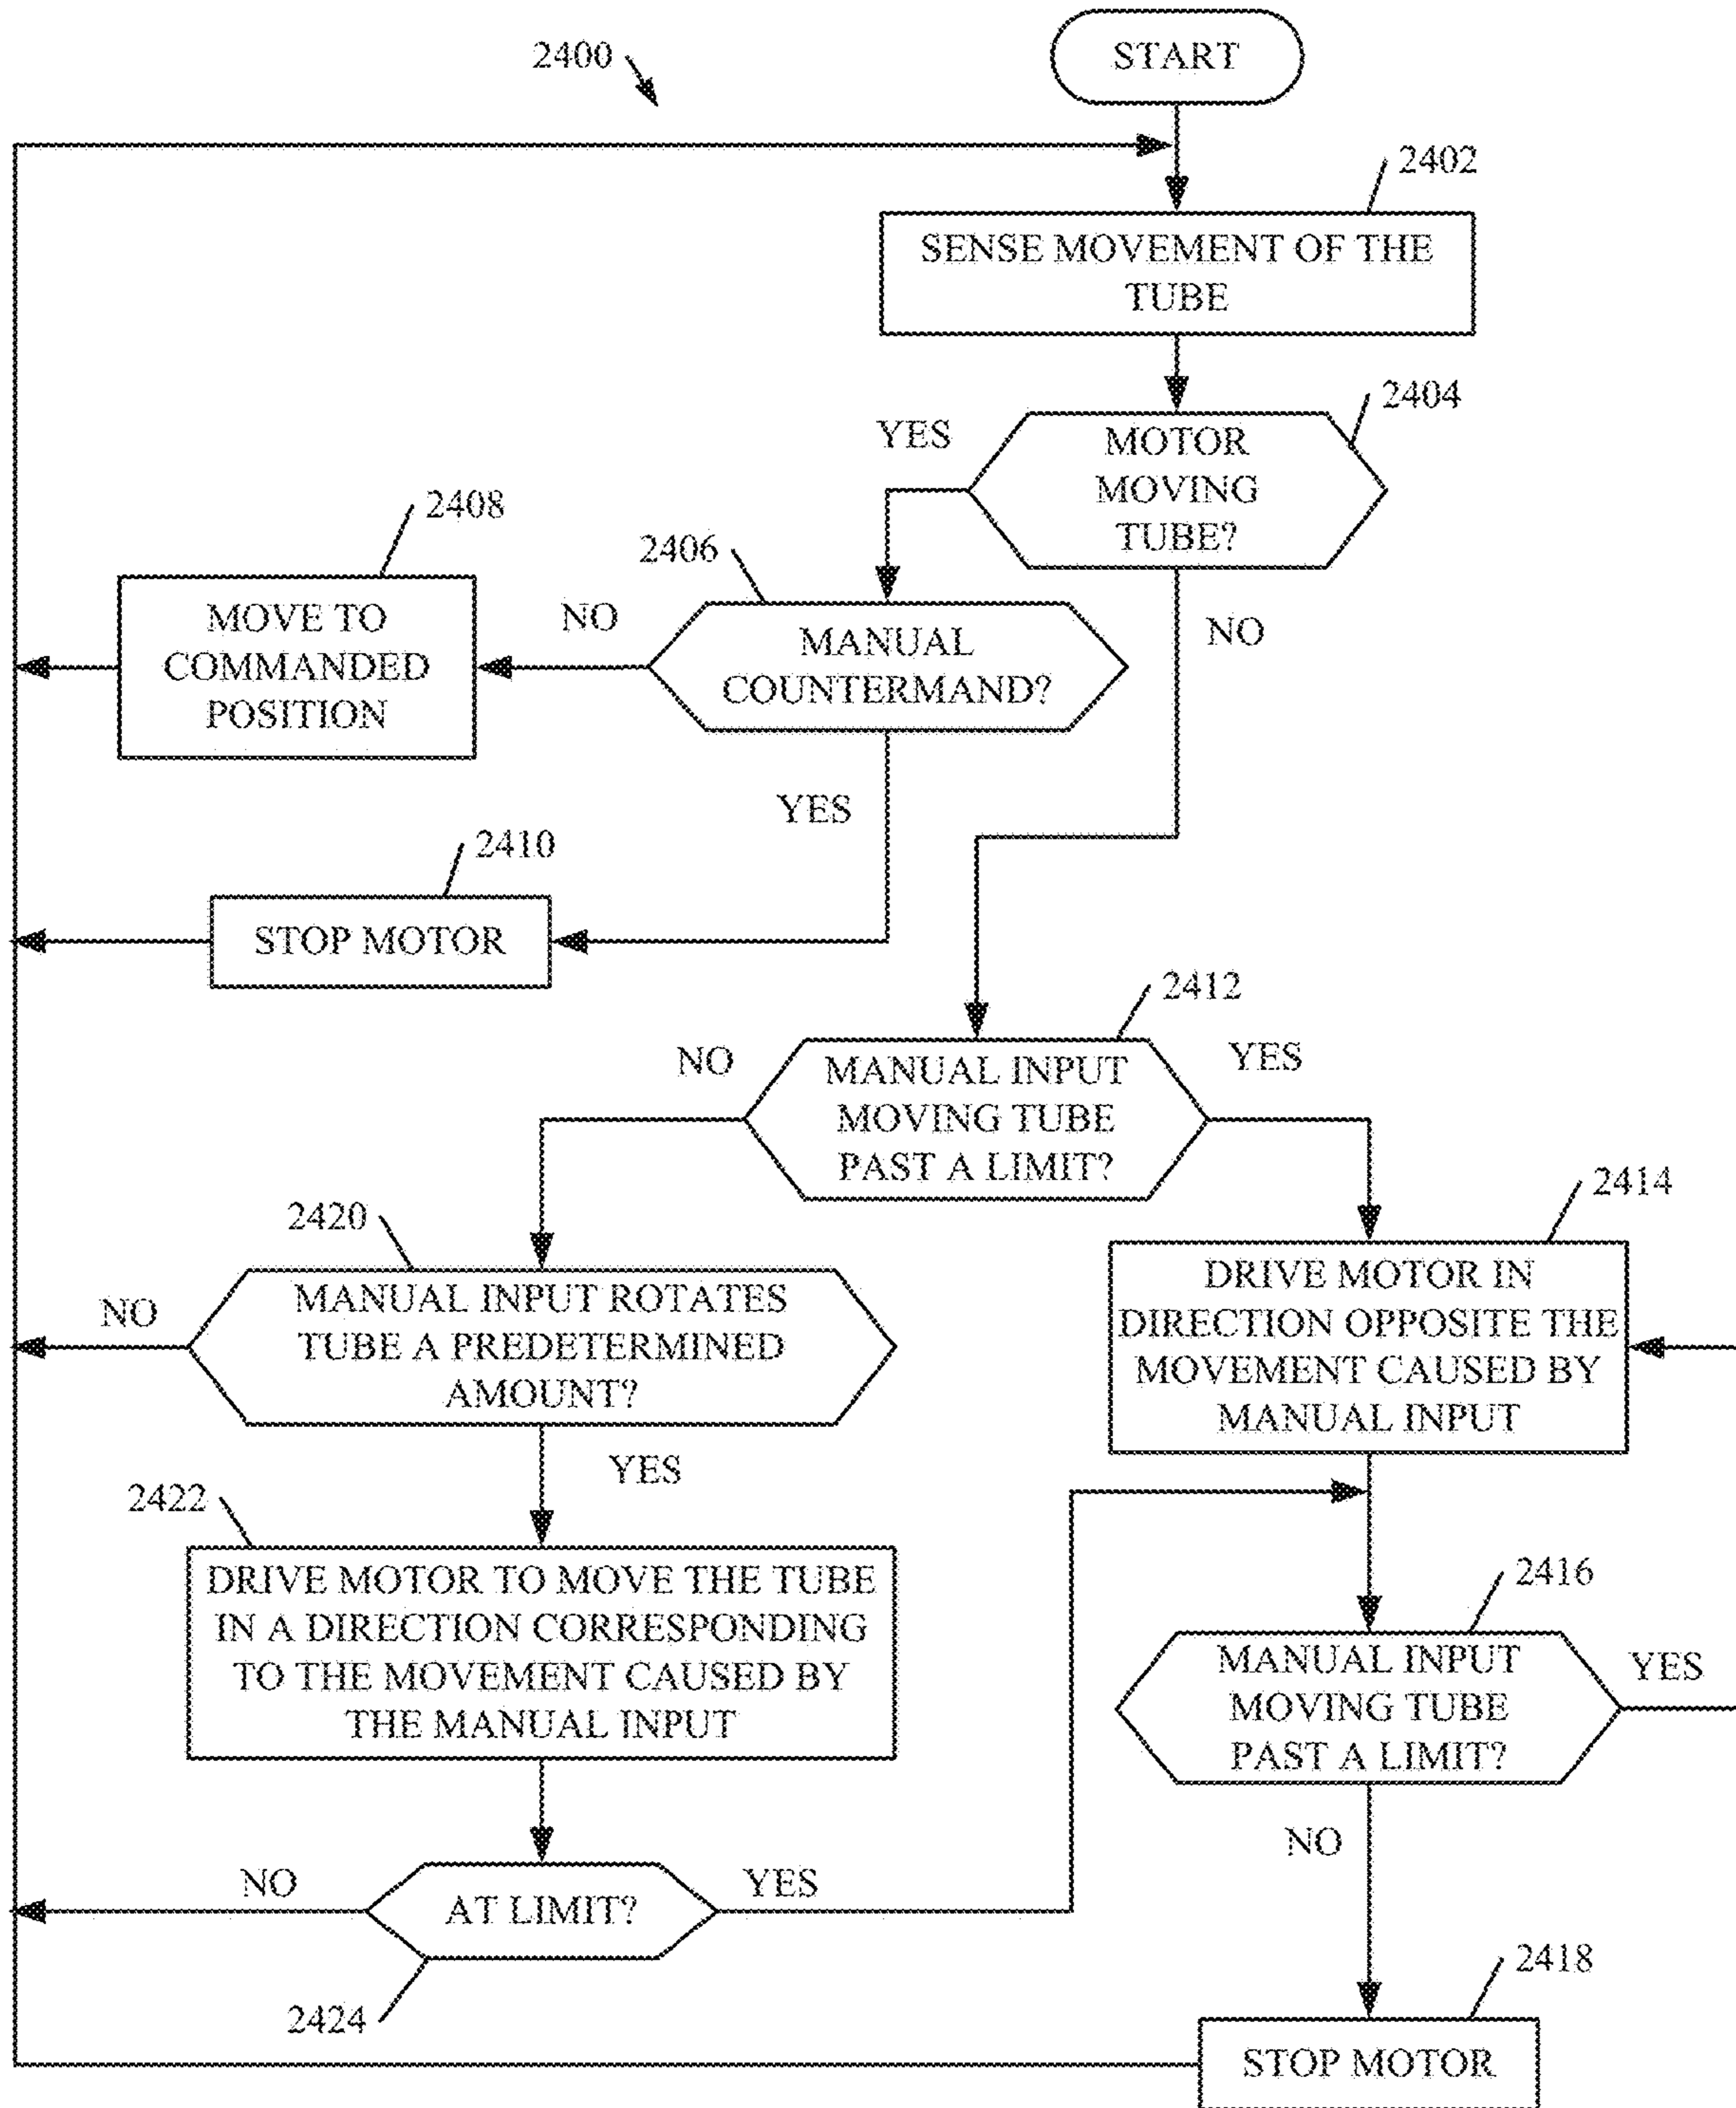 START
2400
2402
SENSE MOVEMENT OF THE
TUBE
2404
YES
MOTOR
MOVING
TUBE?
NO
2406
2408
MANUAL
COUNTERMAND?
NO
MOVE TO
COMMANDED
POSITION
YES
2410
STOP MOTOR
2412
NO
MANUAL INPUT
MOVING TUBE
PAST A LIMIT?
YES
2414
DRIVE MOTOR IN
DIRECTION OPPOSITE THE
MOVEMENT CAUSED BY
MANUAL INPUT
2420
NO
MANUAL INPUT ROTATES
TUBE A PREDETERMINED
AMOUNT?
YES
2422
DRIVE MOTOR TO MOVE THE TUBE
IN A DIRECTION CORRESPONDING
TO THE MOVEMENT CAUSED BY
THE MANUAL INPUT
2416
MANUAL INPUT
MOVING TUBE
PAST A LIMIT?
YES
NO
NO
AT LIMIT?
YES
2424
2418
STOP MOTOR